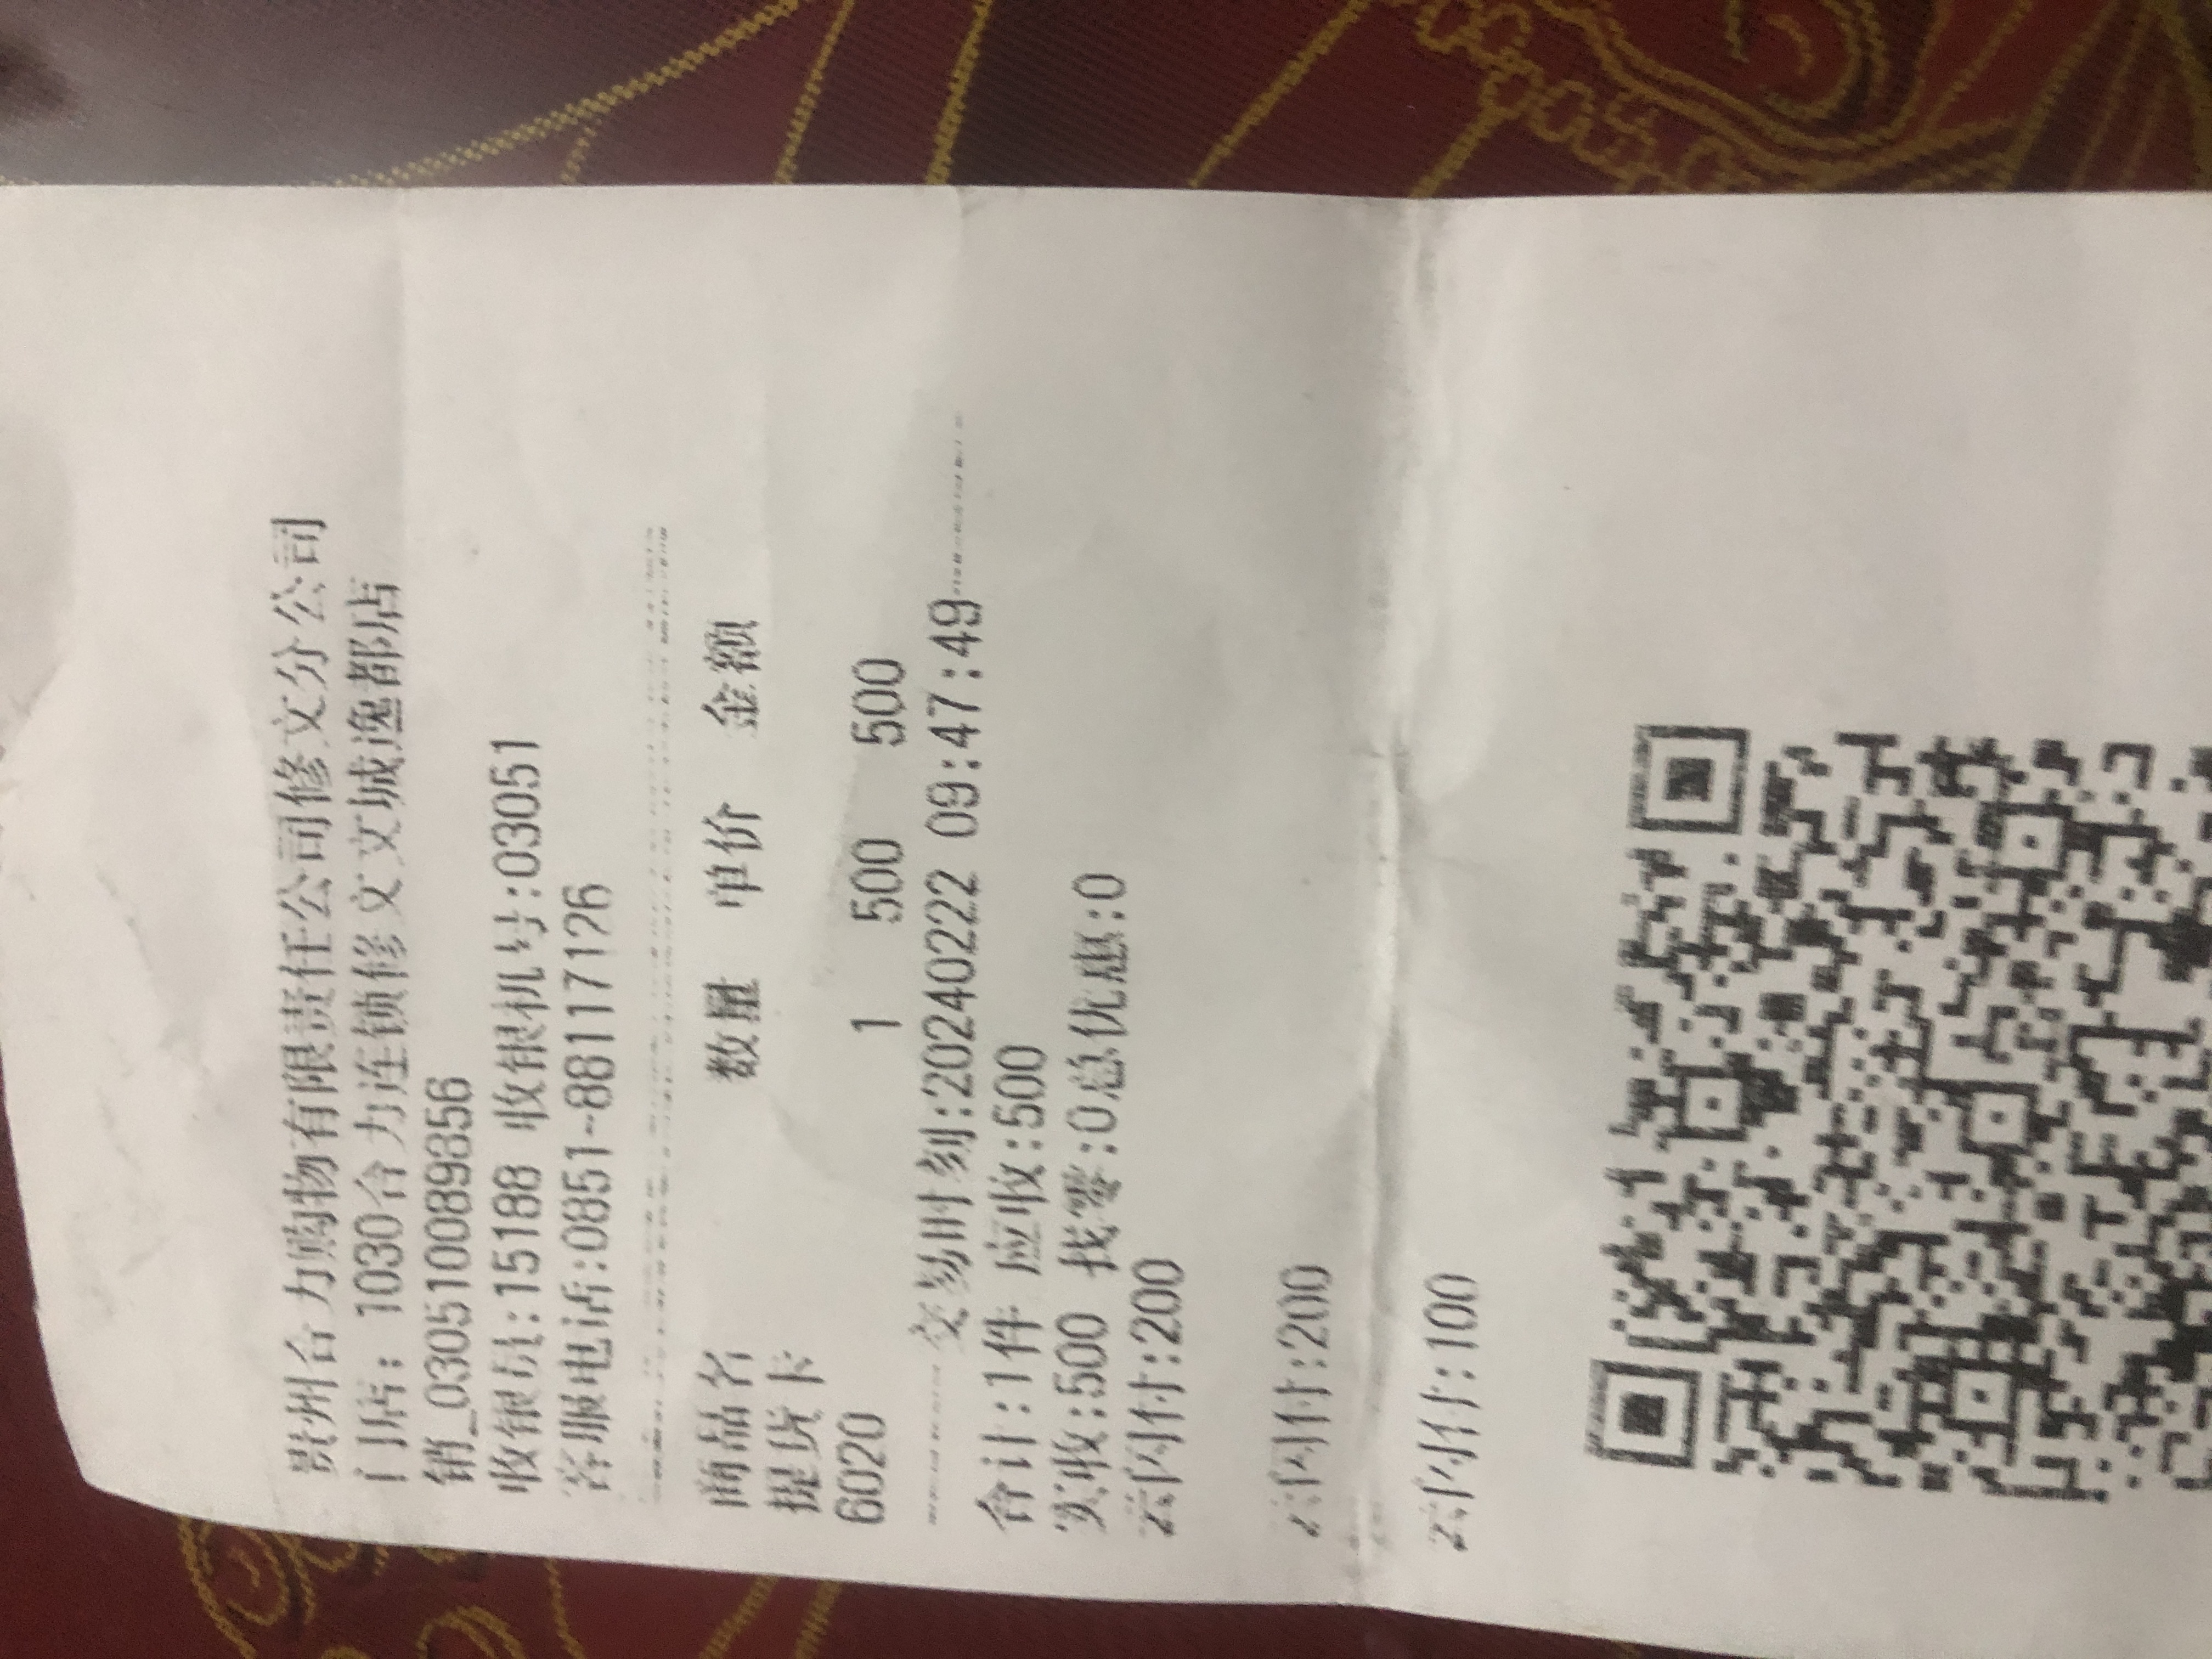 贵州合力购物有限责任公司修文分公司
门店: 1030合力连锁修文文城逸都店
销_030510089356
收银员:15188 收银机号:03051
客服电话:0851-88117126
商品名 数量 单价 金额
提货卡
6020 1 500 500
交易时刻:20240222 09:47:49
合计:1件 应收:500
实收:500 找零:0总优惠:0
云闪付:200
云闪付:200
云闪付:100